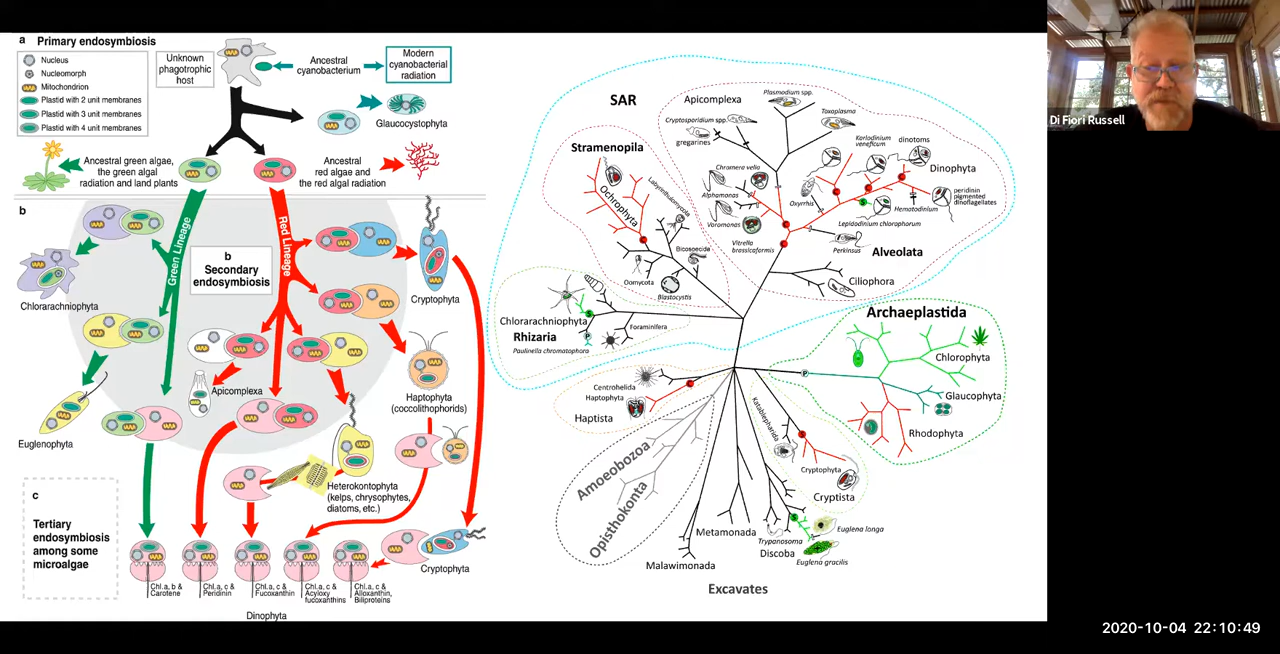 a Primary endosymbiosis
Nucleus
Nucleomorph
Mitochondrion
Plastid with 2 unit membranes
Plastid with 3 unit membranes
Plastid with 4 unit membranes
Unknown
phagotrophic
host
Ancestral
cyanobacterium
Modern
cyanobacterial
radiation
Glaucocystophyta
Ancestral green algae,
the green algal
radiation and land plants
Ancestral
red algae and
the red algal radiation
b
Green Lineage
Red Lineage
b
Secondary
endosymbiosis
Chlorarachniophyta
Cryptophyta
Apicomplexa
Haptophyta
(coccolithophorids)
Euglenophyta
Heterokontophyta
(kelps, chrysophytes,
diatoms, etc.)
c
Tertiary
endosymbiosis
among some
microalgae
Cryptophyta
Chl.a, b &
Carotene
Chl.a, c &
Peridinin
Chl.a, c &
Fucoxanthin
Chl.a, c &
Acyloxy
fucoxanthins
Chl.a, c &
Alloxanthin,
Biliproteins
Dinophyta
SAR
Apicomplexa
Plasmodium spp.
Toxoplasma
Cryptosporidium spp.
gregarines
Stramenopila
Ochrophyta
Labyrinthulomycota
Bicosoecida
Oomycota
Blastocystis
Chromera velia
Alphamonas
Voromonas
Vitrella
brassicaformis
Oxyrrhis
Karlodinium
veneficum
dinotoms
Dinophyta
peridinin
pigmented
dinoflagellates
Hematodinium
Lepidodinium chlorophorum
Perkinsus
Alveolata
Ciliophora
C
C
C
C
C
C
S
Chlorarachniophyta
S
P
Foraminifera
Rhizaria
Paulinella chromatophora
Archaeplastida
Chlorophyta
P
Glaucophyta
Rhodophyta
Centrohelida
Haptophyta
C
Haptista
Katablepharida
S
Cryptophyta
Cryptista
Amoeobozoa
Opisthokonta
Metamonada
Malawimonada
Trypanosoma
Discoba
S
Euglena longa
Euglena gracilis
Excavates
Di Fiori Russell
2020-10-04 22:10:49